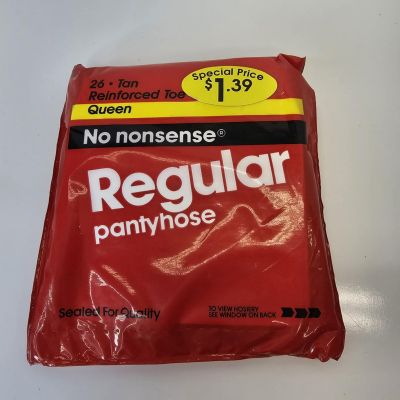 26 • Tan
Reinforced Toe
Queen
Special Price
$1.39
No nonsense®
Regular
pantyhose
Sealed For Quality
TO VIEW HOSIERY
SEE WINDOW ON BACK